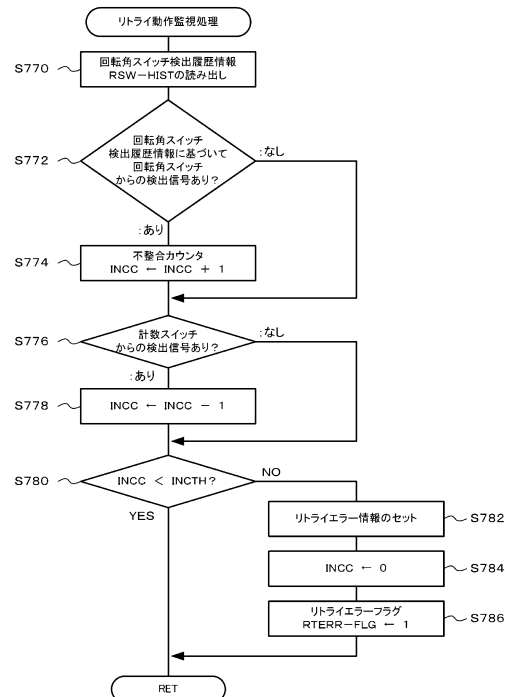 リトライ動作監視処理
S770
回転角スイッチ検出履歴情報
RSW-HISTの読み出し
S772
回転角スイッチ
検出履歴情報に基づいて
回転角スイッチ
からの検出信号あり?
:なし
:あり
S774
不整合カウンタ
INCC ← INCC + 1
S776
計数スイッチ
からの検出信号あり?
:なし
:あり
S778
INCC ← INCC - 1
S780
INCC < INCTH?
NO
YES
リトライエラー情報のセット
S782
INCC ← 0
S784
リトライエラーフラグ
RTERR-FLG ← 1
S786
RET